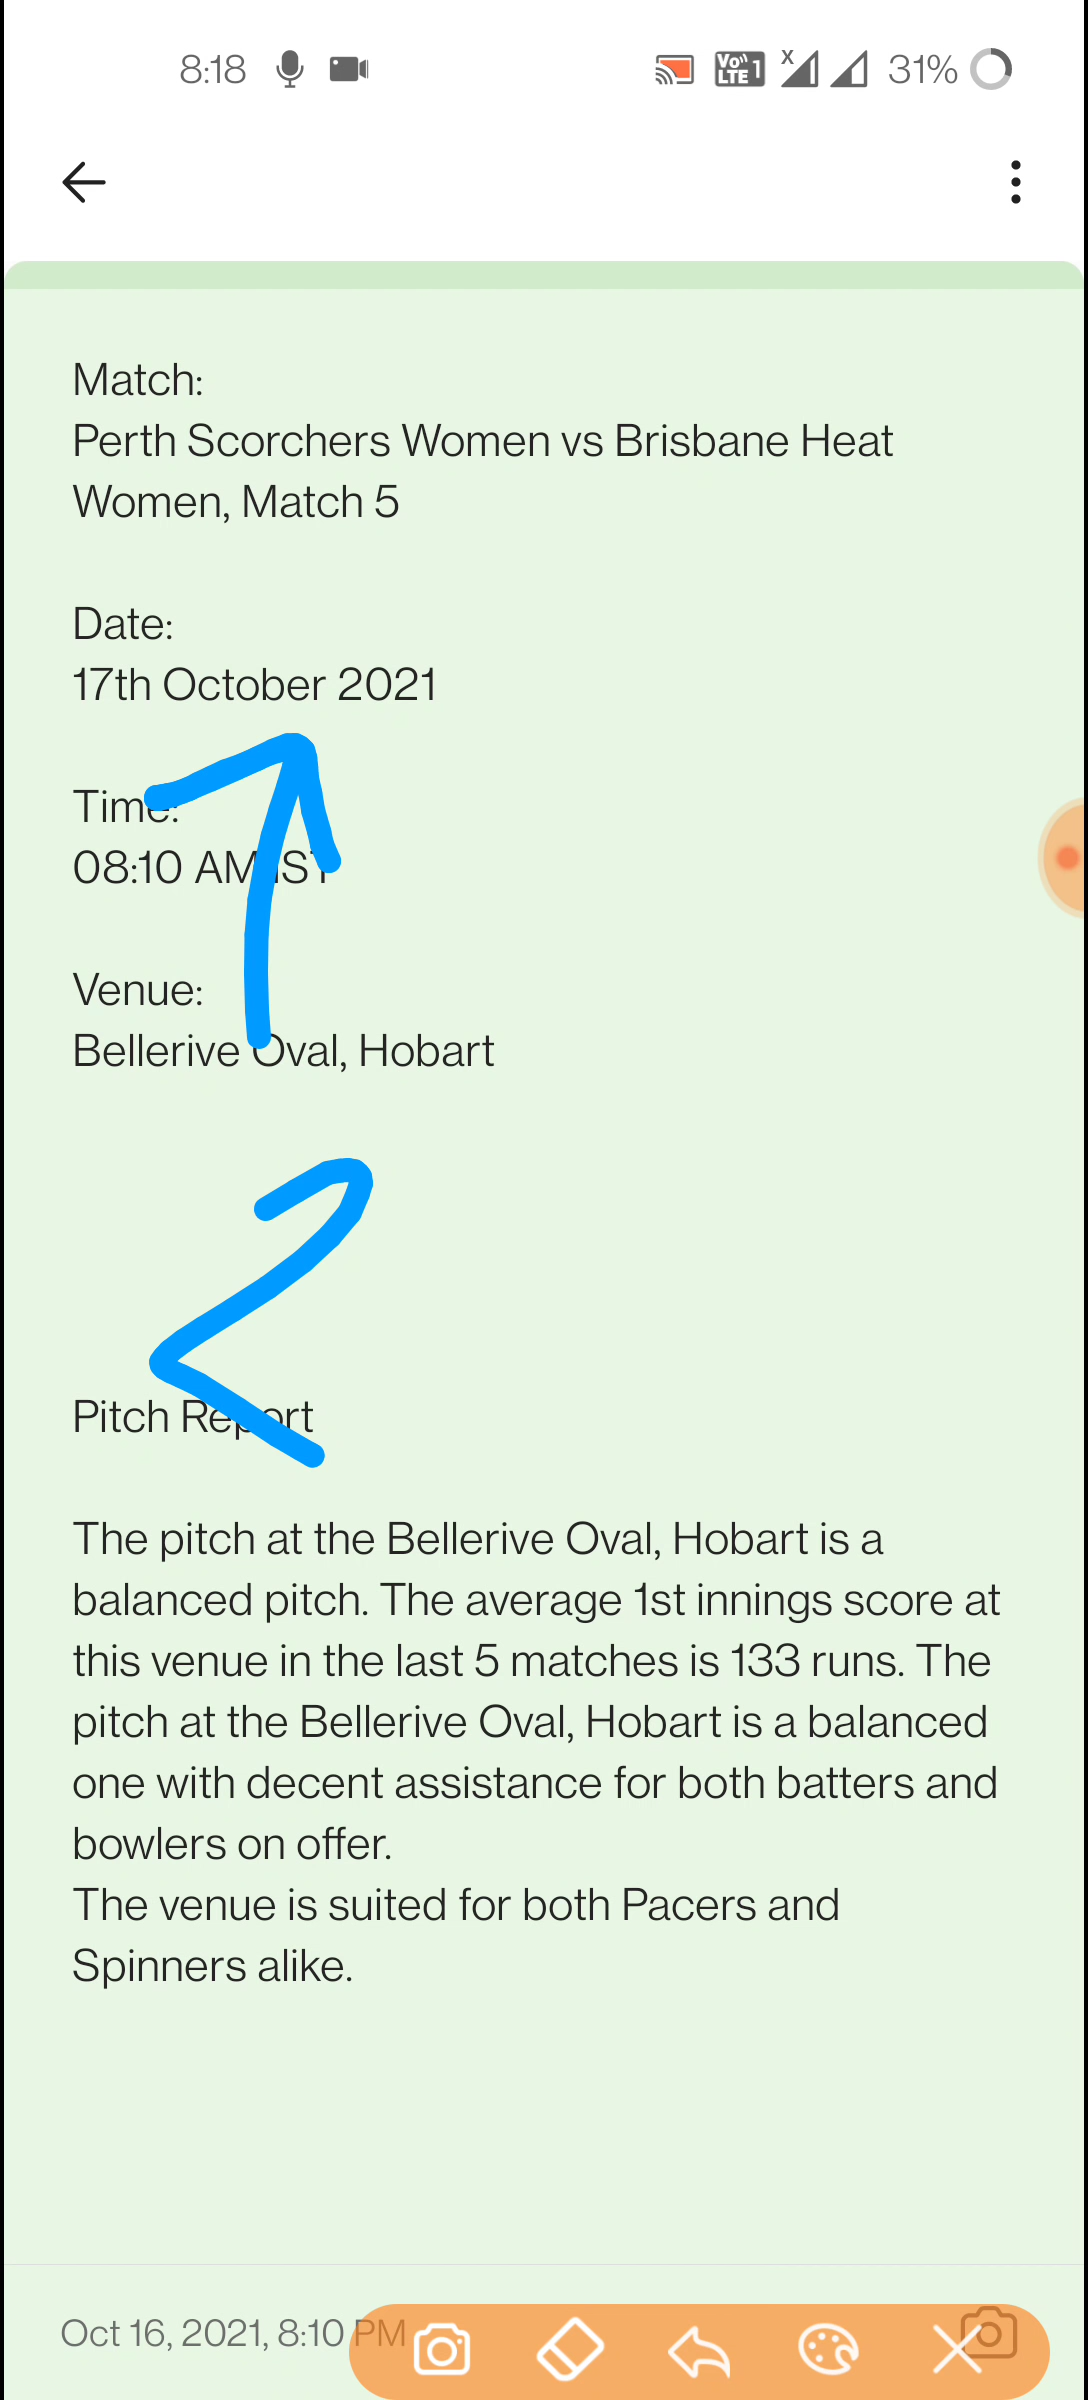 8:18 Vo)) 1 LTE x 31%
Match:
Perth Scorchers Women vs Brisbane Heat
Women, Match 5
Date:
17th October 2021
Time:
08:10 AM IST
Venue:
Bellerive Oval, Hobart
Pitch Report
The pitch at the Bellerive Oval, Hobart is a
balanced pitch. The average 1st innings score at
this venue in the last 5 matches is 133 runs. The
pitch at the Bellerive Oval, Hobart is a balanced
one with decent assistance for both batters and
bowlers on offer.
The venue is suited for both Pacers and
Spinners alike.
Oct 16, 2021, 8:10 PM